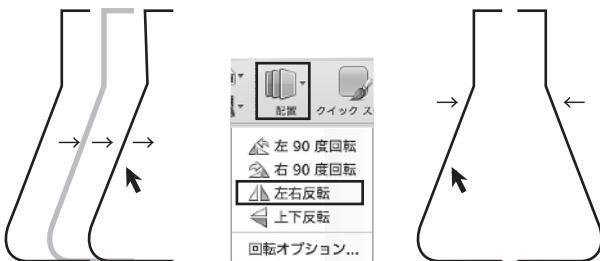 配置
クイック ス
左 90 度回転
右 90 度回転
左右反転
上下反転
回転オプション...